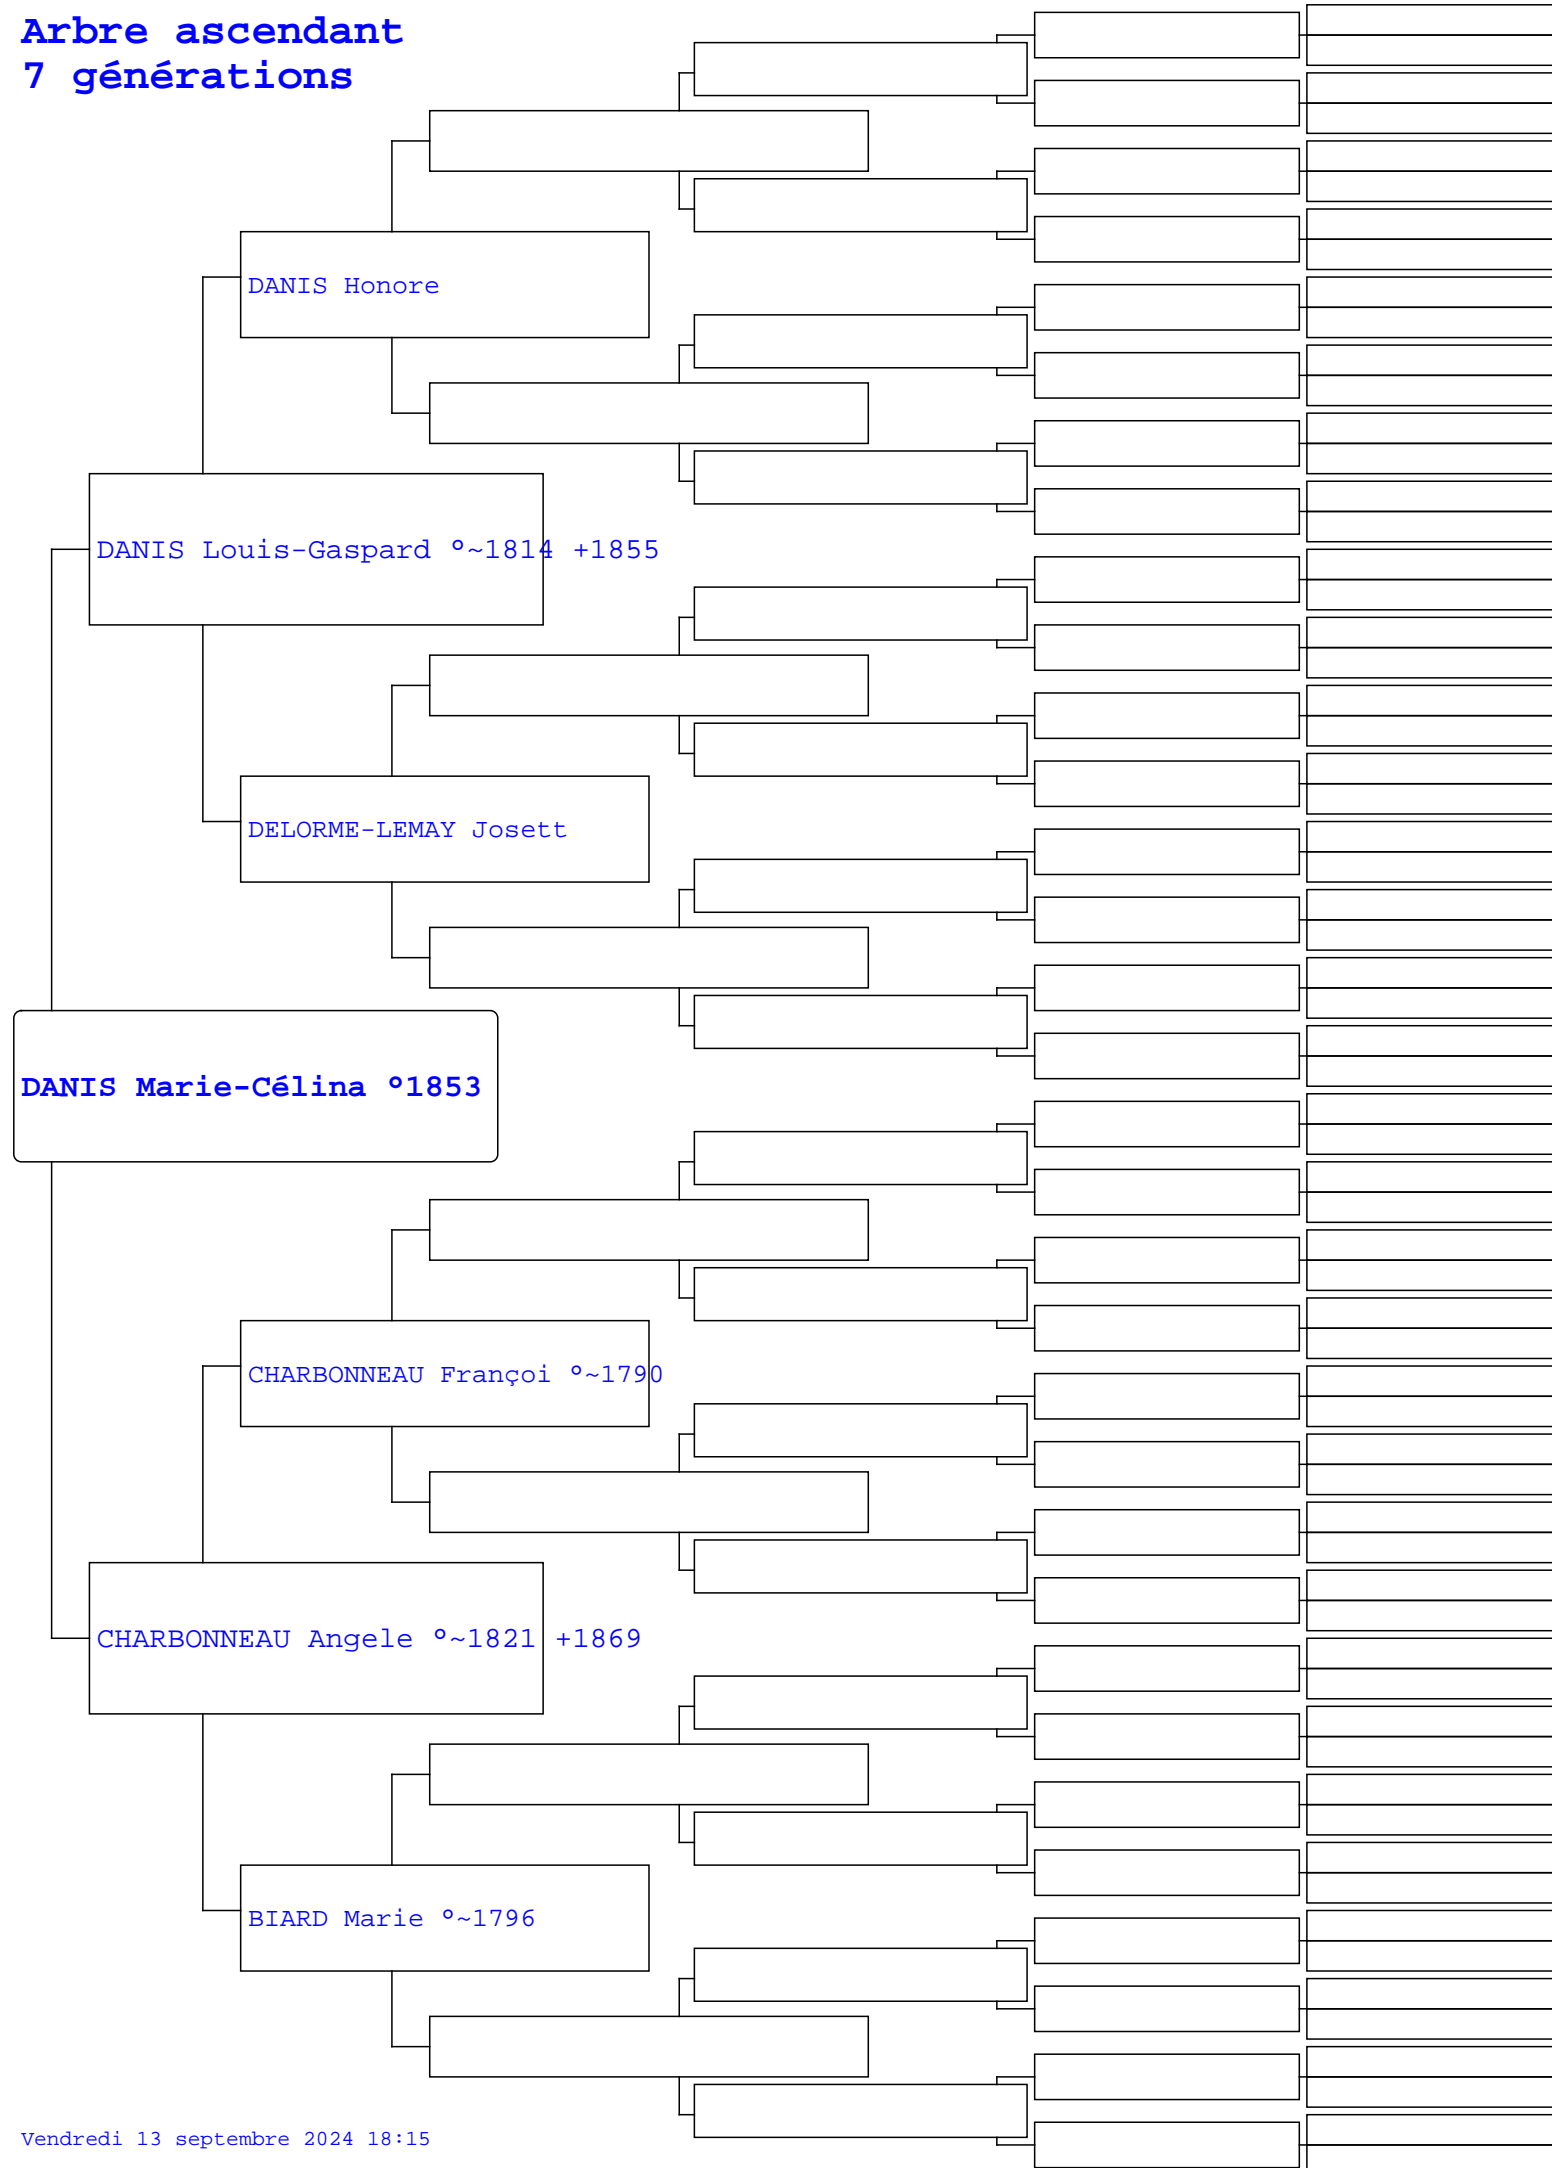 Arbre ascendant
7 générations
DANIS Honore
DANIS Louis-Gaspard °~1814 +1855
DELORME-LEMAY Josett
DANIS Marie-Célina °1853
CHARBONNEAU Françoi °~1790
CHARBONNEAU Angele °~1821 +1869
BIARD Marie °~1796
Vendredi 13 septembre 2024 18:15